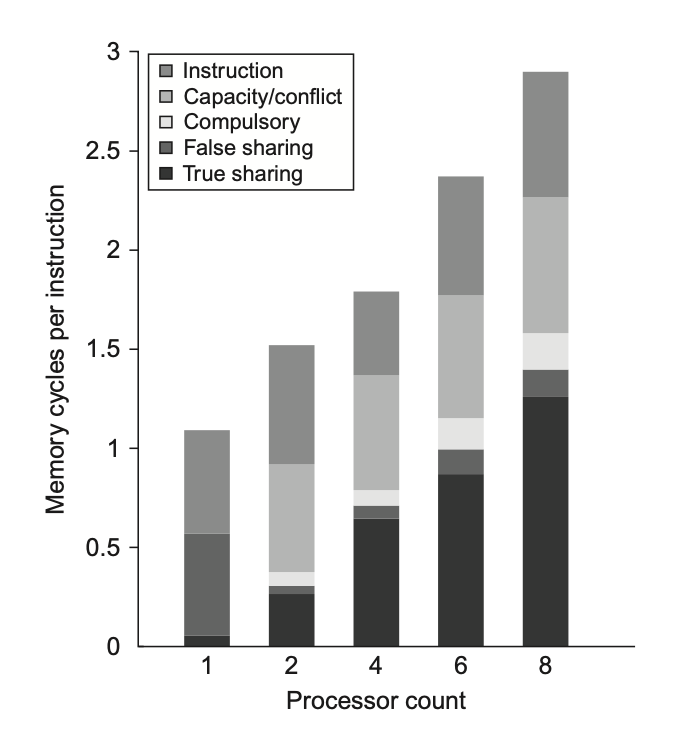 3
Instruction
Capacity/conflict
Compulsory
False sharing
True sharing
2.5
2
1.5
1
0.5
0
Memory cycles per instruction
1 2 4 6 8
Processor count